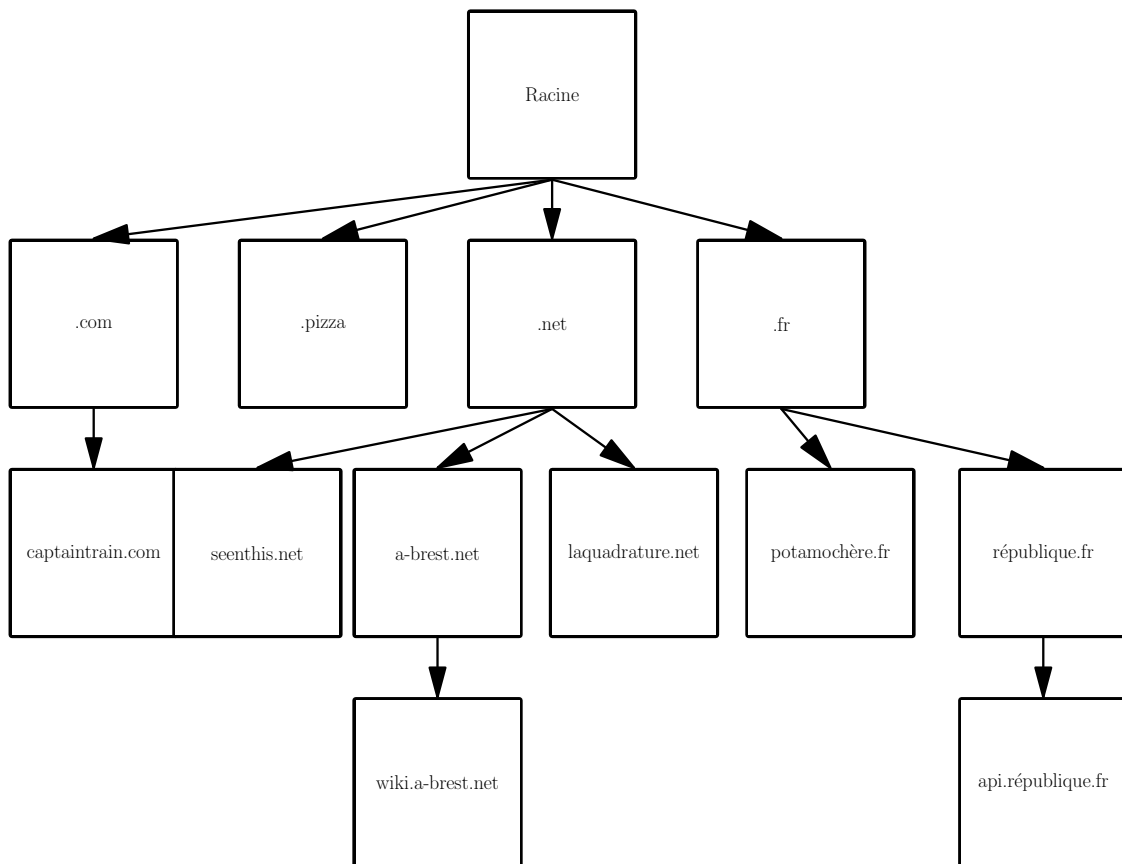 Racine
.com
.pizza
.net
.fr
captaintrain.com
seenthis.net
a-brest.net
laquadrature.net
potamochère.fr
république.fr
wiki.a-brest.net
api.république.fr